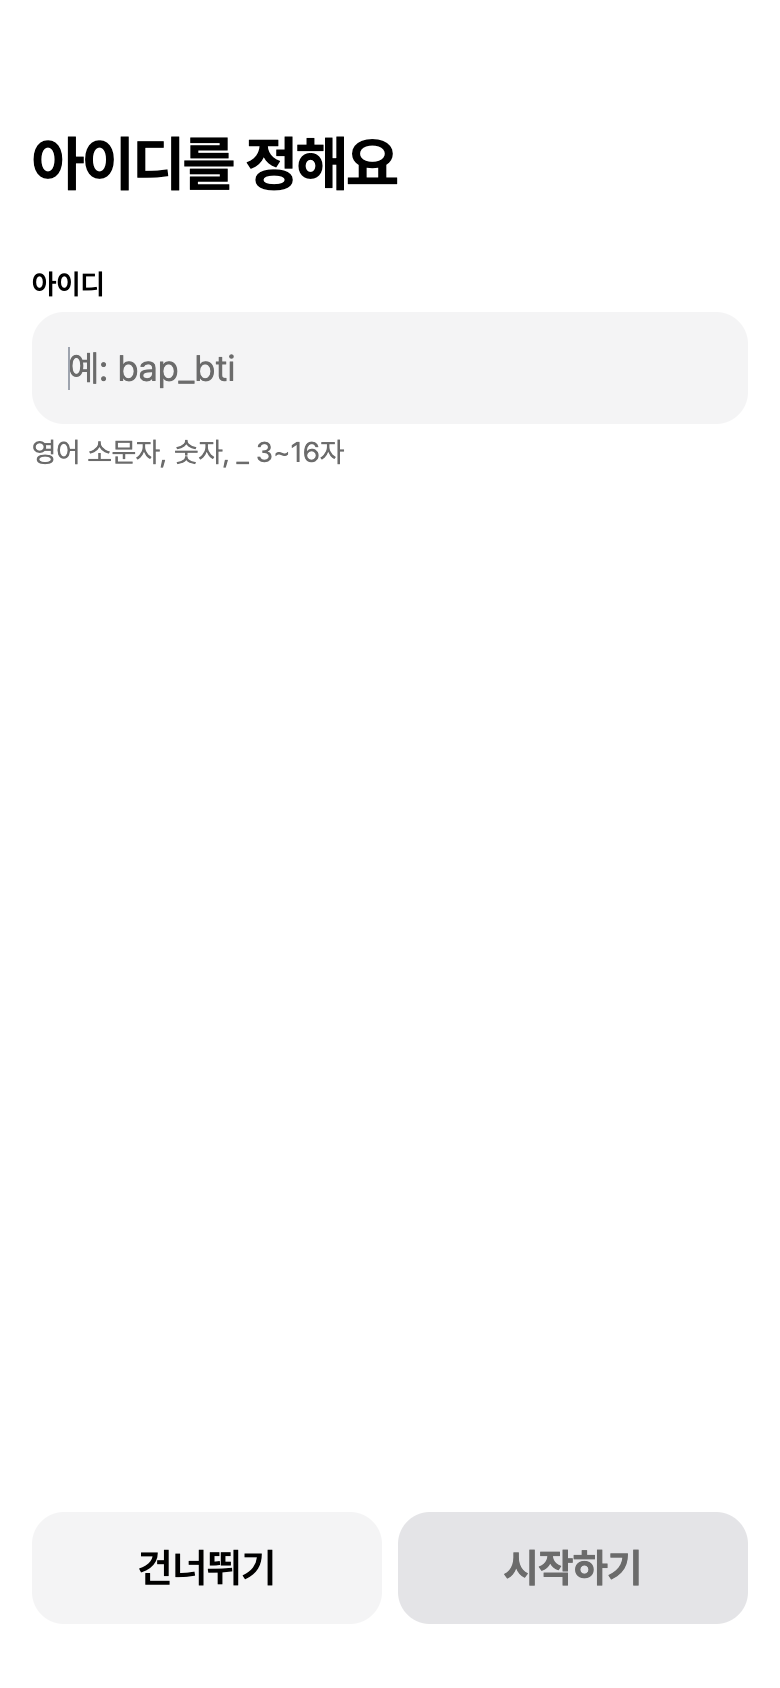 아이디를 정해요
아이디
예: bap_bti
영어 소문자, 숫자, _ 3~16자
건너뛰기
시작하기